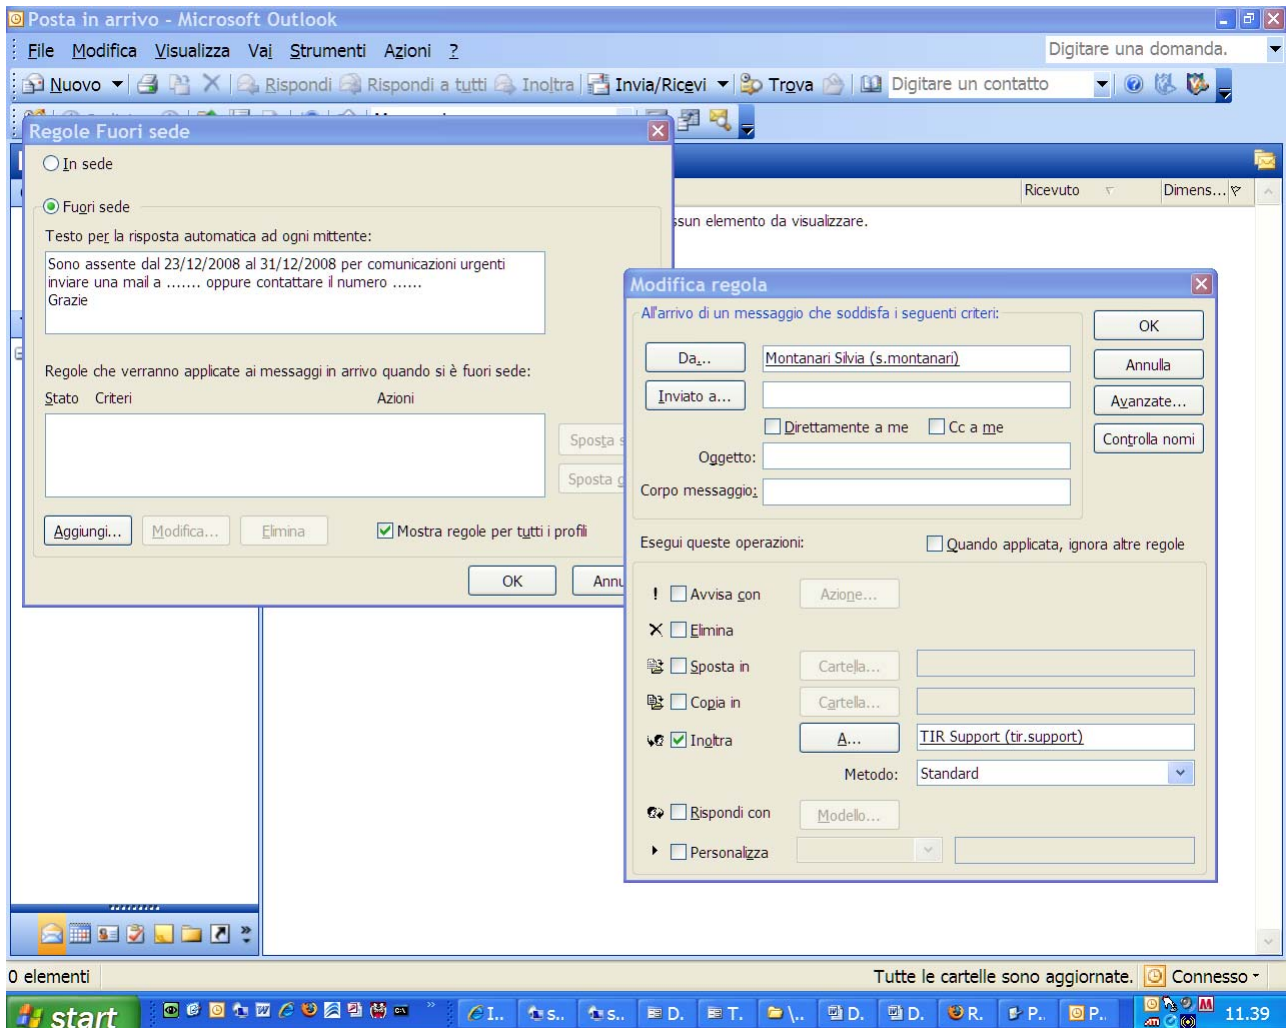 Posta in arrivo - Microsoft Outlook
File Modifica Visualizza Vai Strumenti Azioni ?
Digitare una domanda.
Nuovo Rispondi Rispondi a tutti Inoltra Invia/Ricevi Trova Digitare un contatto
Regole Fuori sede
In sede
Fuori sede
Testo per la risposta automatica ad ogni mittente:
Sono assente dal 23/12/2008 al 31/12/2008 per comunicazioni urgenti
inviare una mail a ....... oppure contattare il numero ......
Grazie
Regole che verranno applicate ai messaggi in arrivo quando si è fuori sede:
Stato Criteri Azioni
Sposta s
Sposta g
Aggiungi... Modifica... Elimina Mostra regole per tutti i profili
OK Annu
Ricevuto Dimens...
ssun elemento da visualizzare.
Modifica regola
All'arrivo di un messaggio che soddisfa i seguenti criteri:
OK
Da... Montanari Silvia (s.montanari)
Annulla
Inviato a...
Avanzate...
Direttamente a me Cc a me
Controlla nomi
Oggetto:
Corpo messaggio:
Esegui queste operazioni: Quando applicata, ignora altre regole
! Avvisa con Azione...
Elimina
Sposta in Cartella...
Copia in Cartella...
Inoltra A... TIR Support (tir.support)
Metodo: Standard
Rispondi con Modello...
Personalizza
0 elementi
Tutte le cartelle sono aggiornate. Connesso
start I.. s.. s.. D. T. \.. D. D. R. P.. P.. 11.39